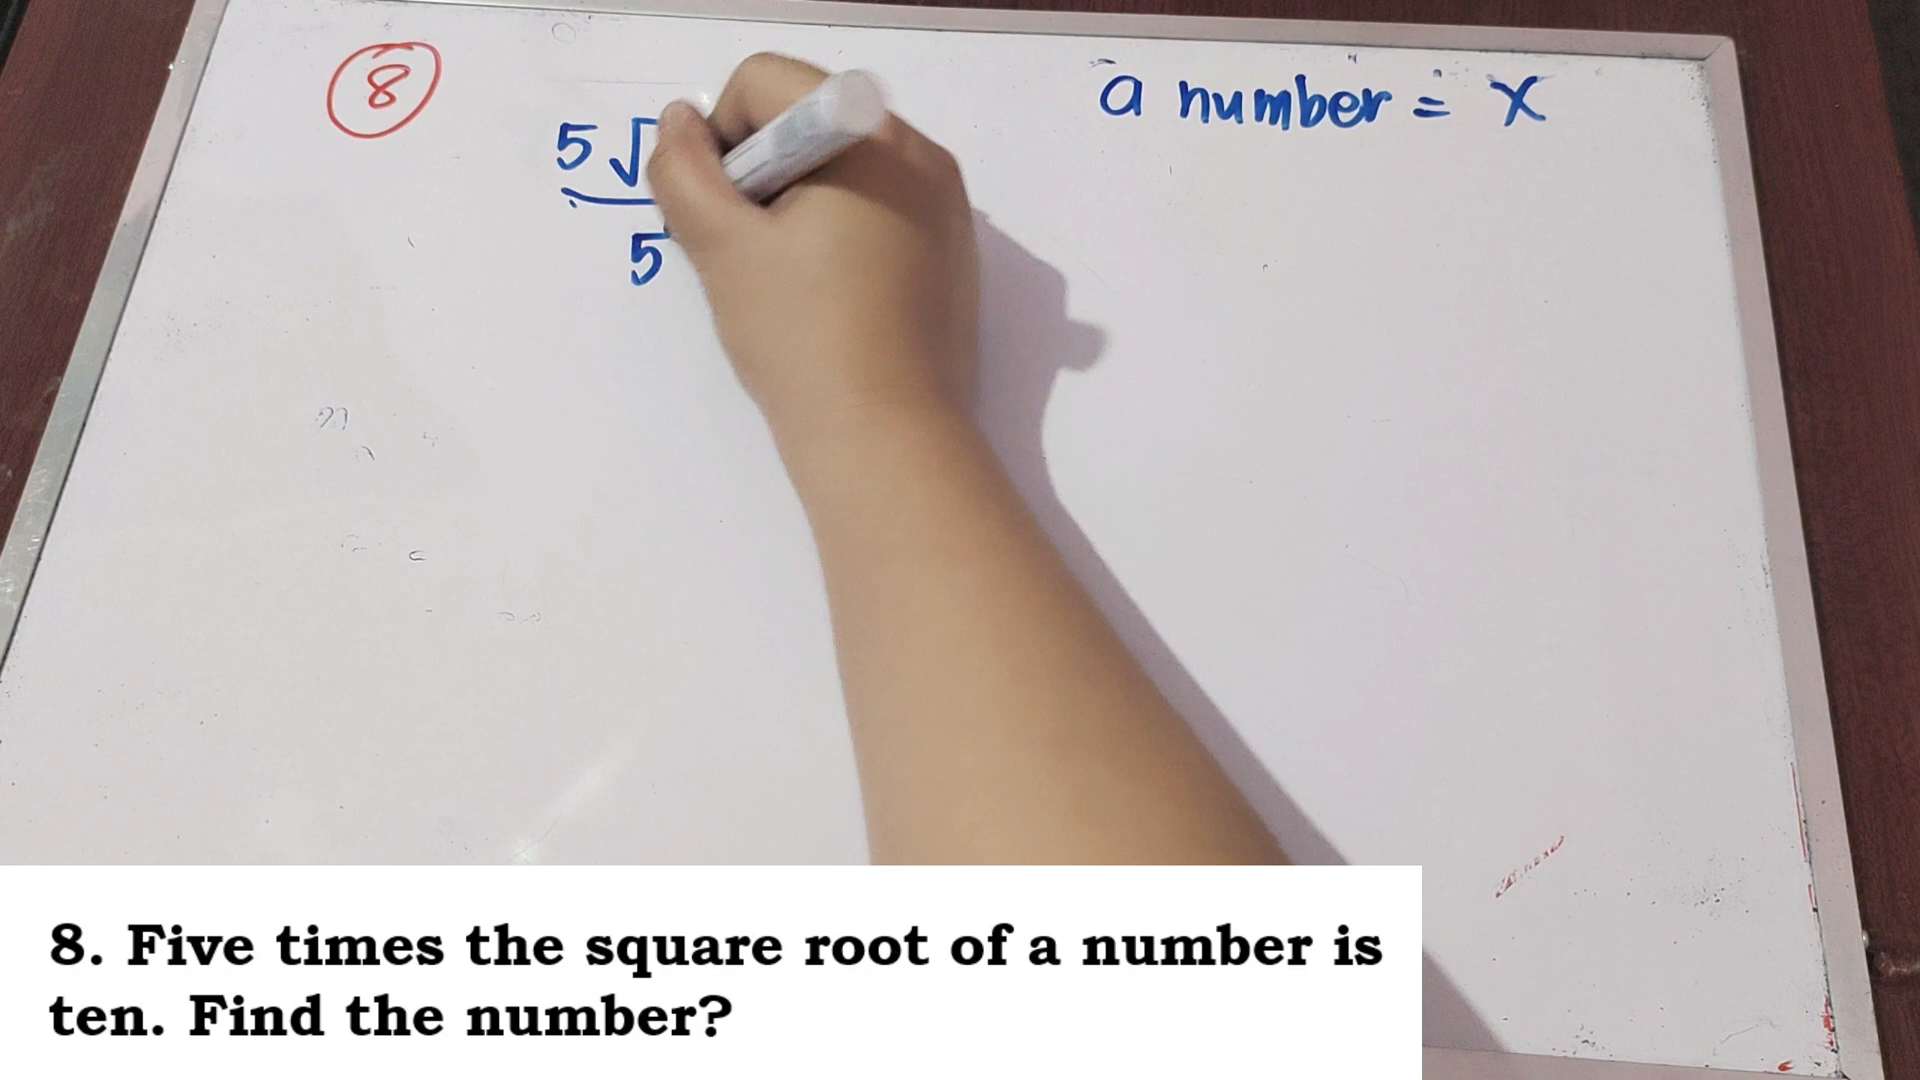 8
a number = x
5√
5
8. Five times the square root of a number is
ten. Find the number?